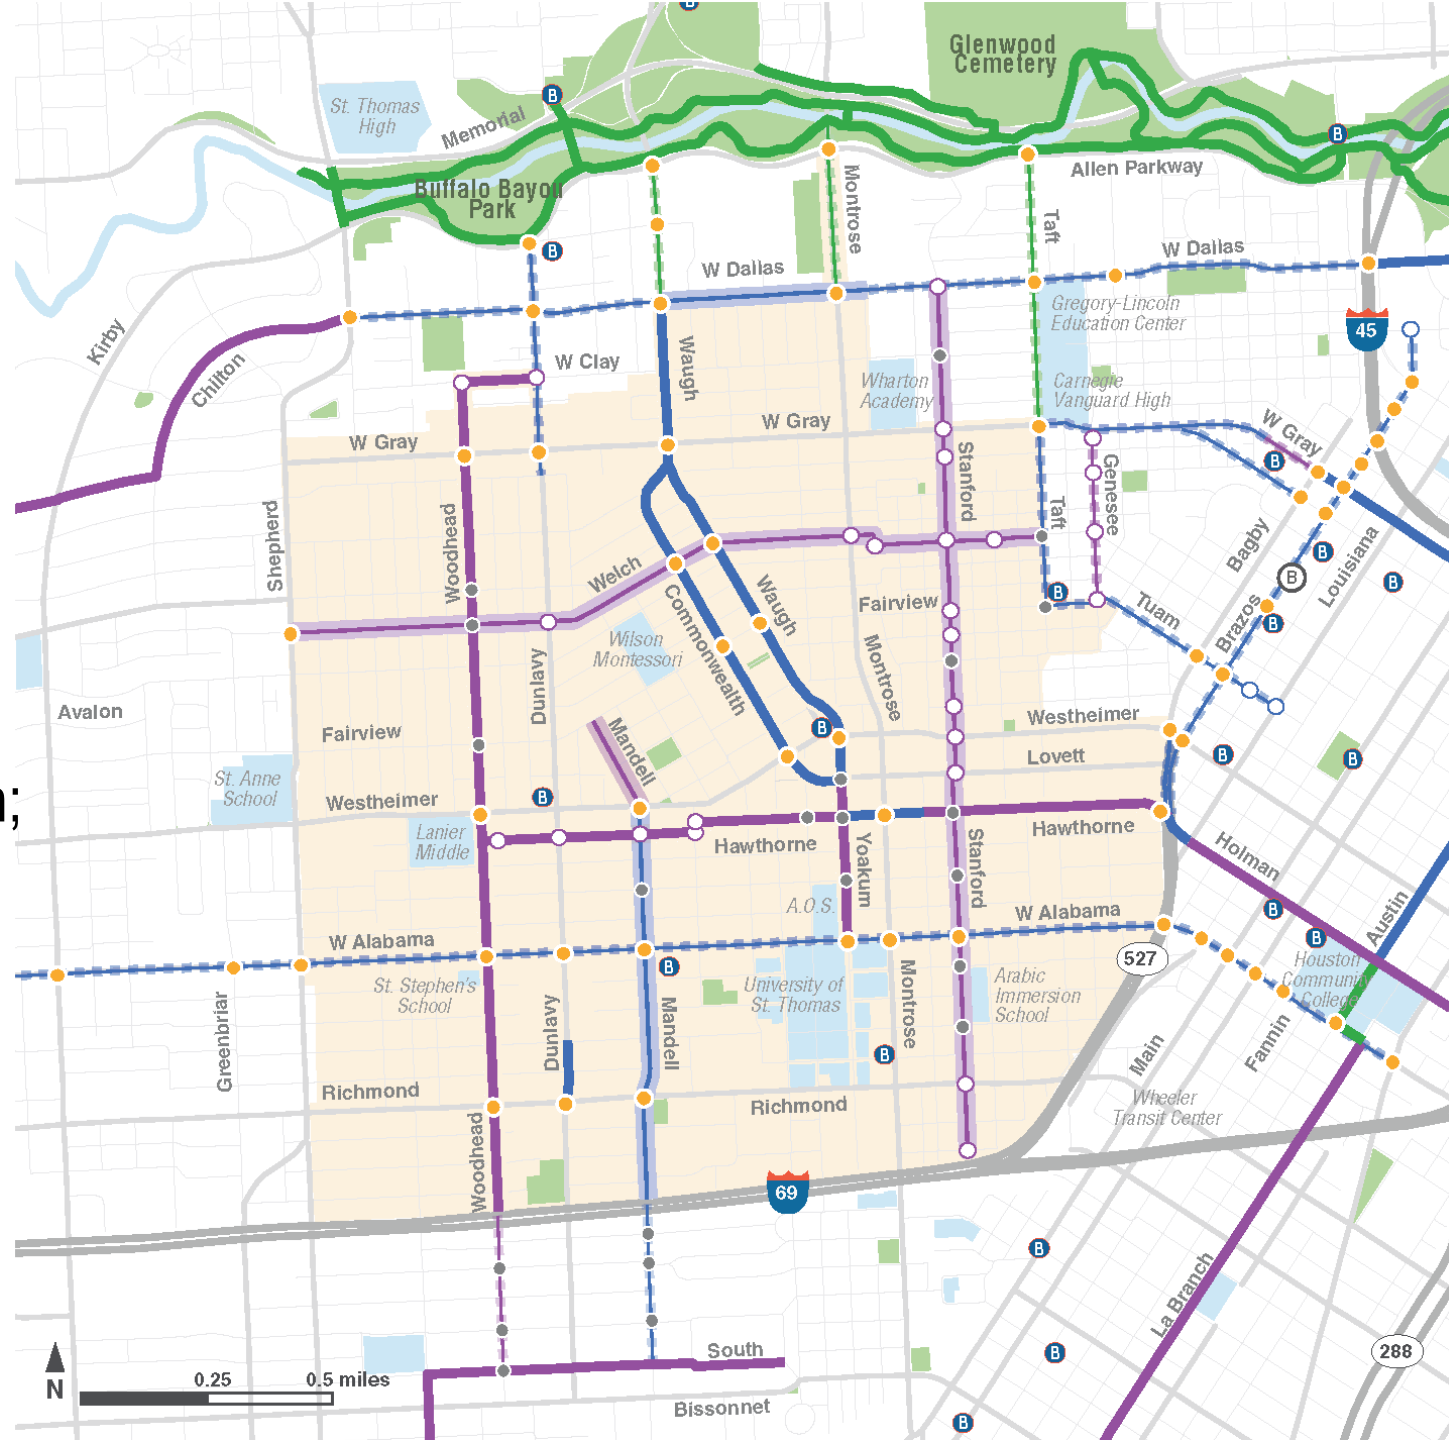 B
Glenwood
Cemetery
St. Thomas
High
Memorial
B
B
Allen Parkway
Buffalo Bayou
Park
Montrose
Taft
B
W Dallas
W Dallas
Gregory-Lincoln
Education Center
45
Kirby
Chilton
W Clay
Waugh
Wharton
Academy
Carnegie
Vanguard High
W Gray
W Gray
W Gray
B
Stanford
Genesee
Taft
Shepherd
Woodhead
Bagby
Louisiana
B
B
B
Welch
Waugh
Commonwealth
Fairview
B
Tuam
Brazos
B
Wilson
Montessori
Montrose
Dunlavy
Avalon
Fairview
Mandell
B
Westheimer
Lovett
B
B
St. Anne
School
Westheimer
B
n;
Lanier
Middle
Hawthorne
Yoakum
Stanford
Hawthorne
Holman
Austin
A.O.S.
B
B
W Alabama
W Alabama
527
Houston
Community
College
B
St. Stephen's
School
University of
St. Thomas
Montrose
Arabic
Immersion
School
Greenbriar
Dunlavy
Mandell
B
Main
Fannin
Richmond
Richmond
Wheeler
Transit Center
Woodhead
69
B
La Branch
N
0.25
0.5 miles
South
Bissonnet
B
288
B